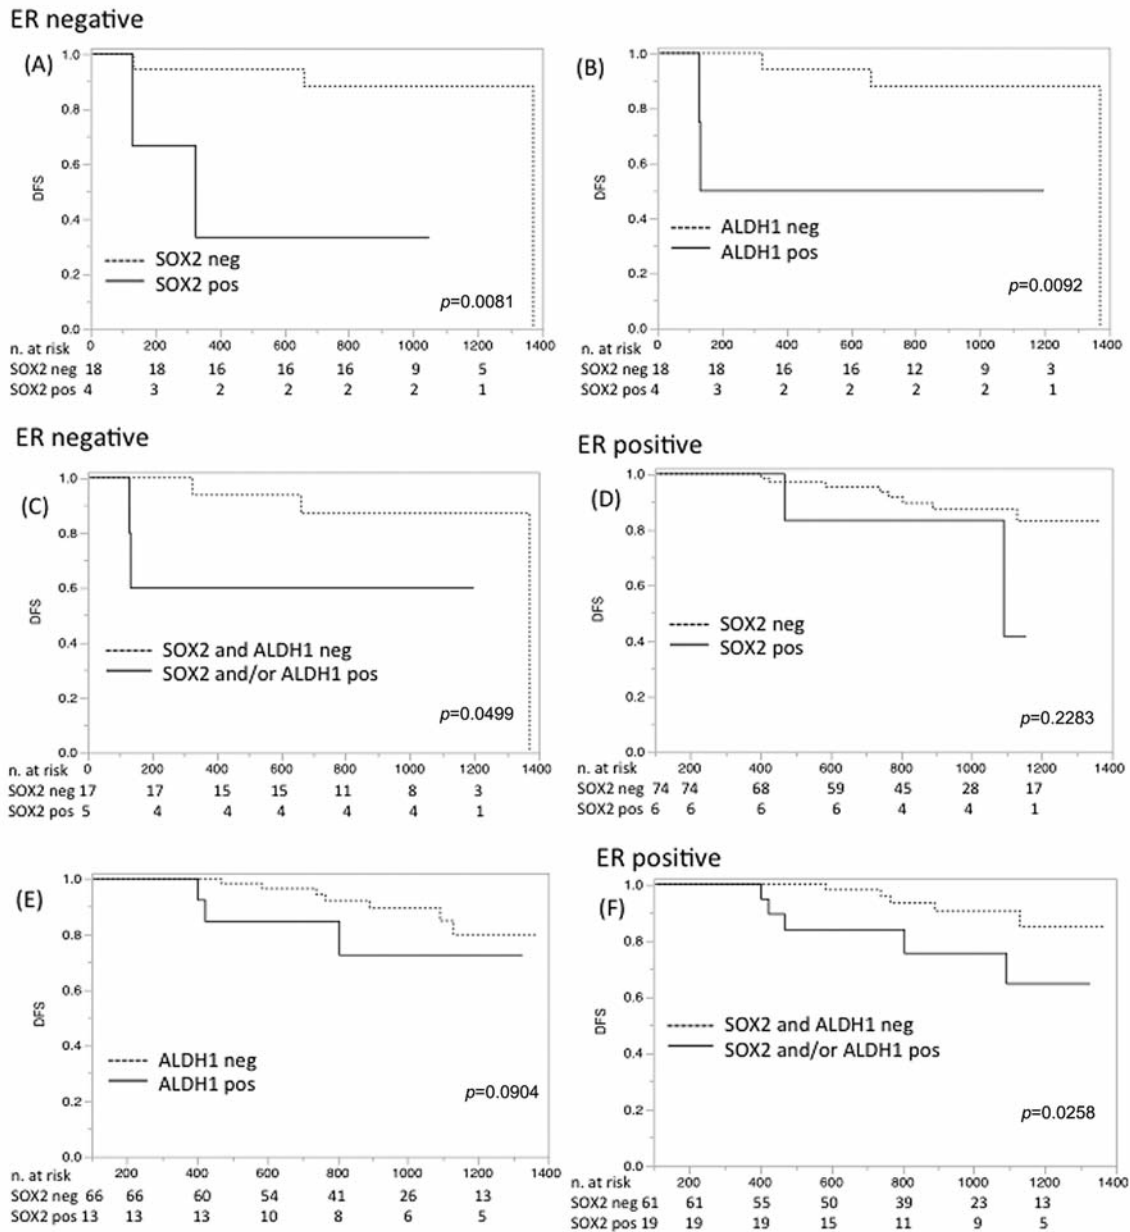 ER negative
(A)
1.0
0.8
0.6
0.4
0.2
0.0
DFS
SOX2 neg
SOX2 pos
p=0.0081
0 200 400 600 800 1000 1200 1400
n. at risk
SOX2 neg 18 18 16 16 16 9 5
SOX2 pos 4 3 2 2 2 2 1
(B)
1.0
0.8
0.6
0.4
0.2
0.0
DFS
ALDH1 neg
ALDH1 pos
p=0.0092
0 200 400 600 800 1000 1200 1400
n. at risk
SOX2 neg 18 18 16 16 12 9 3
SOX2 pos 4 3 2 2 2 2 1
ER negative
(C)
1.0
0.8
0.6
0.4
0.2
0.0
DFS
SOX2 and ALDH1 neg
SOX2 and/or ALDH1 pos
p=0.0499
0 200 400 600 800 1000 1200 1400
n. at risk
SOX2 neg 17 17 15 15 11 8 3
SOX2 pos 5 4 4 4 4 4 1
ER positive
(D)
1.0
0.8
0.6
0.4
0.2
0.0
DFS
SOX2 neg
SOX2 pos
p=0.2283
200 400 600 800 1000 1200 1400
n. at risk
SOX2 neg 74 74 68 59 45 28 17
SOX2 pos 6 6 6 6 4 4 1
(E)
1.0
0.8
0.6
0.4
0.2
0.0
DFS
ALDH1 neg
ALDH1 pos
p=0.0904
200 400 600 800 1000 1200 1400
n. at risk
SOX2 neg 66 66 60 54 41 26 13
SOX2 pos 13 13 13 10 8 6 5
ER positive
(F)
1.0
0.8
0.6
0.4
0.2
0.0
DFS
SOX2 and ALDH1 neg
SOX2 and/or ALDH1 pos
p=0.0258
200 400 600 800 1000 1200 1400
n. at risk
SOX2 neg 61 61 55 50 39 23 13
SOX2 pos 19 19 19 15 11 9 5